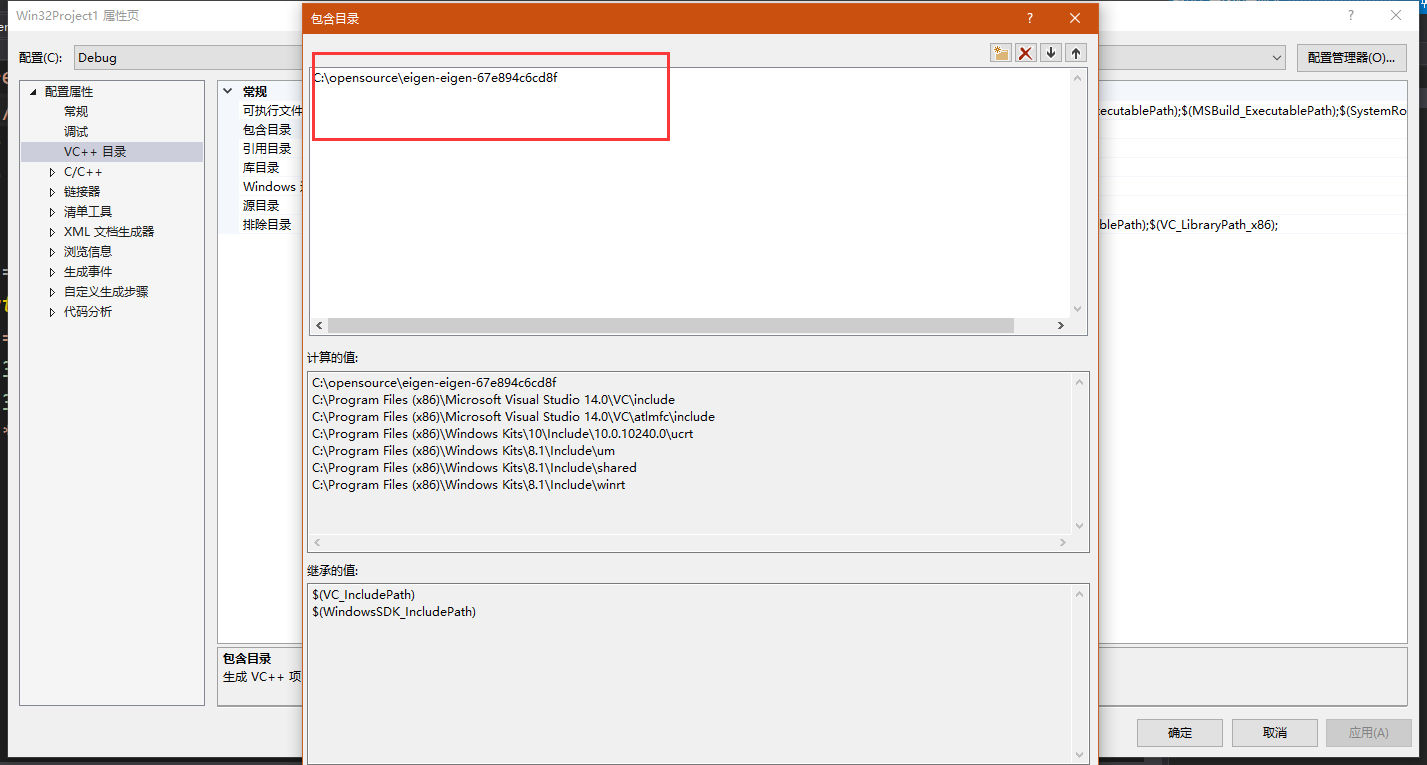 Win32Project1 属性页
包含目录
配置(C):
Debug
配置管理器(O)...
配置属性
常规
调试
VC++ 目录
C/C++
链接器
清单工具
XML 文档生成器
浏览信息
生成事件
自定义生成步骤
代码分析
常规
可执行文件
包含目录
引用目录
库目录
Windows
源目录
排除目录
ecutablePath);$(MSBuild_ExecutablePath);$(SystemRo
blePath);$(VC_LibraryPath_x86);
C:\opensource\eigen-eigen-67e894c6cd8f
计算的值:
C:\opensource\eigen-eigen-67e894c6cd8f
C:\Program Files (x86)\Microsoft Visual Studio 14.0\VC\include
C:\Program Files (x86)\Microsoft Visual Studio 14.0\VC\atlmfc\include
C:\Program Files (x86)\Windows Kits\10\Include\10.0.10240.0\ucrt
C:\Program Files (x86)\Windows Kits\8.1\Include\um
C:\Program Files (x86)\Windows Kits\8.1\Include\shared
C:\Program Files (x86)\Windows Kits\8.1\Include\winrt
继承的值:
$(VC_IncludePath)
$(WindowsSDK_IncludePath)
包含目录
生成 VC++ 项
确定
取消
应用(A)